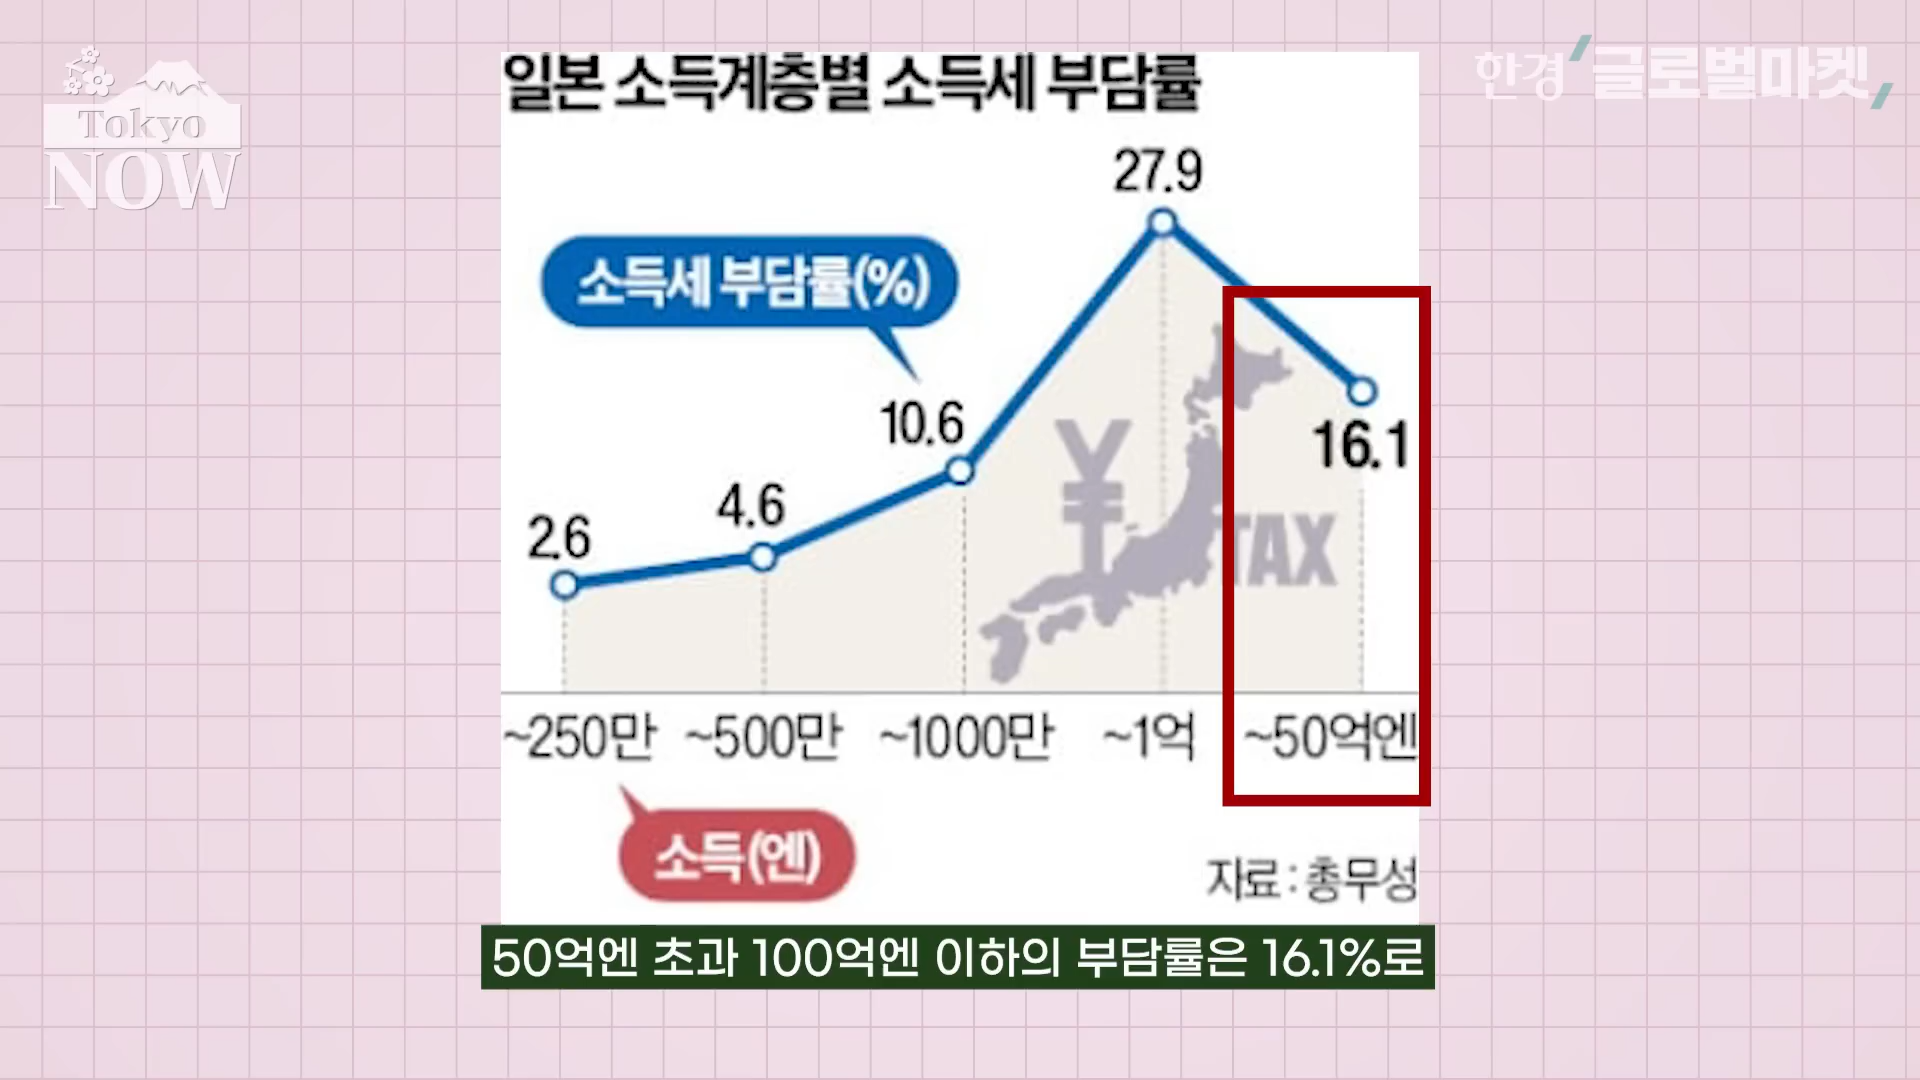 Tokyo
NOW
한경 글로벌마켓
일본 소득계층별 소득세 부담률
소득세 부담률(%)
2.6
4.6
10.6
27.9
16.1
¥
TAX
~250만 ~500만 ~1000만 ~1억 ~50억엔
소득(엔)
자료 : 총무성
50억엔 초과 100억엔 이하의 부담률은 16.1%로